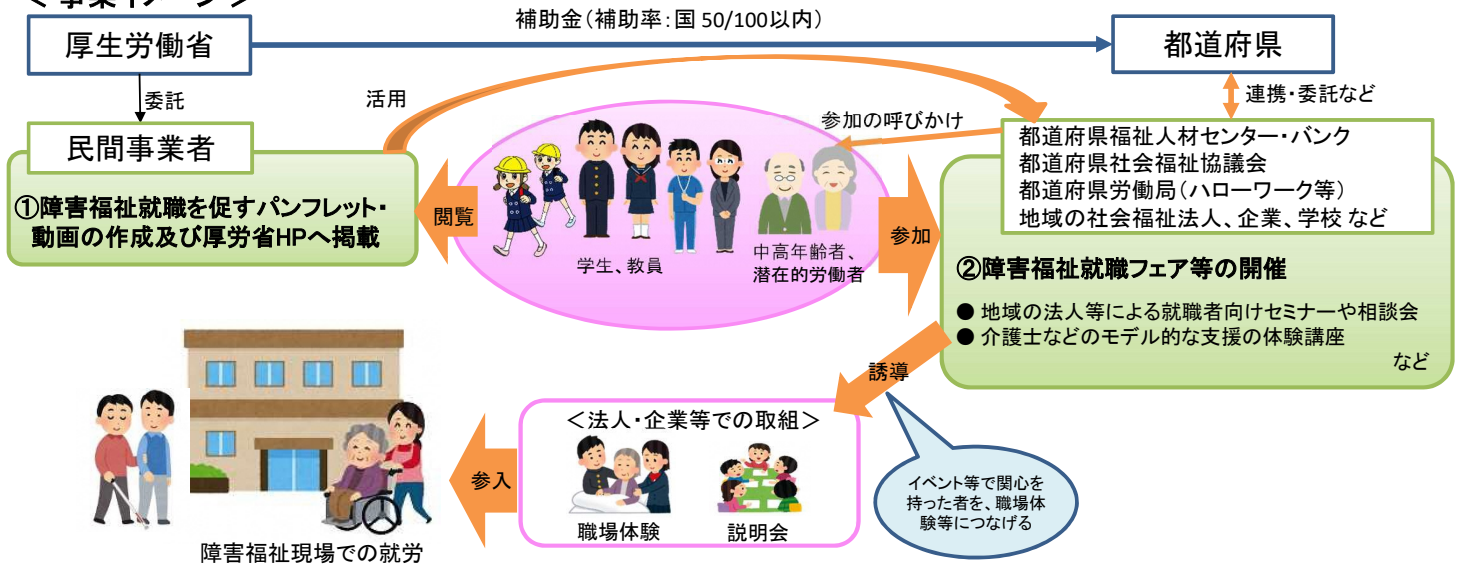 <事業イメージ>
補助金(補助率:国 50/100以内)
厚生労働省
都道府県
委託
活用
連携・委託など
参加の呼びかけ
民間事業者
①障害福祉就職を促すパンフレット・
動画の作成及び厚労省HPへ掲載
閲覧
学生、教員
中高年齢者、
潜在的労働者
参加
都道府県福祉人材センター・バンク
都道府県社会福祉協議会
都道府県労働局(ハローワーク等)
地域の社会福祉法人、企業、学校 など
②障害福祉就職フェア等の開催
● 地域の法人等による就職者向けセミナーや相談会
● 介護士などのモデル的な支援の体験講座
など
誘導
<法人・企業等での取組>
職場体験
説明会
イベント等で関心を
持った者を、職場体
験等につなげる
参入
障害福祉現場での就労